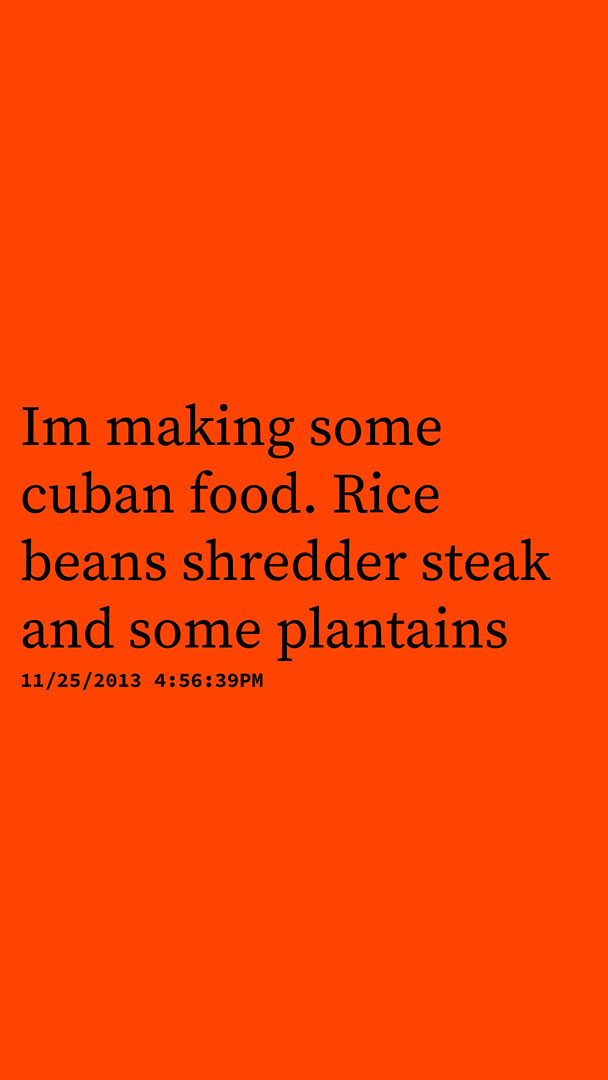 Im making some
cuban food. Rice
beans shredder steak
and some plantains
11/25/2013 4:56:39PM